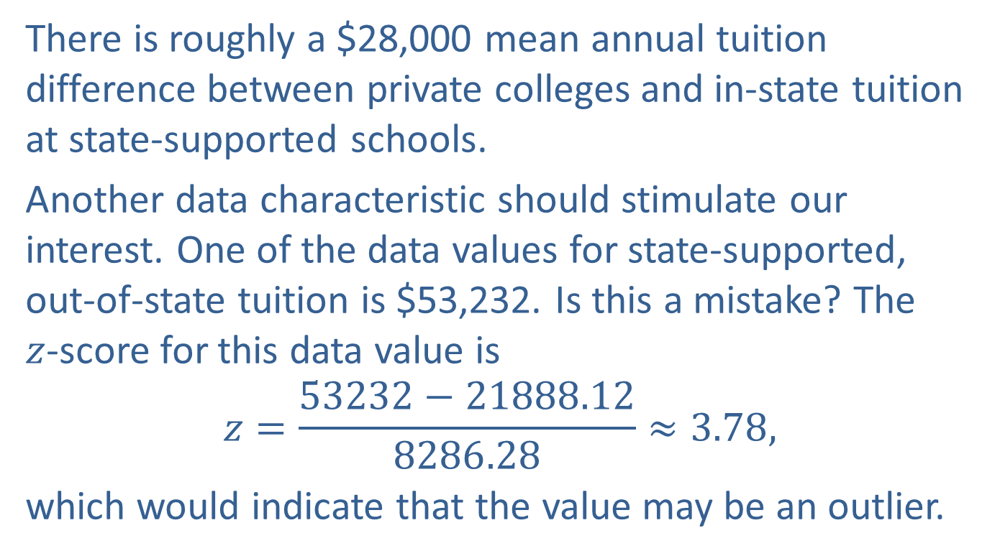 There is roughly a $28,000 mean annual tuition
difference between private colleges and in-state tuition
at state-supported schools.
Another data characteristic should stimulate our
interest. One of the data values for state-supported,
out-of-state tuition is $53,232. Is this a mistake? The
z-score for this data value is
z = (53232 − 21888.12) / 8286.28 ≈ 3.78,
which would indicate that the value may be an outlier.